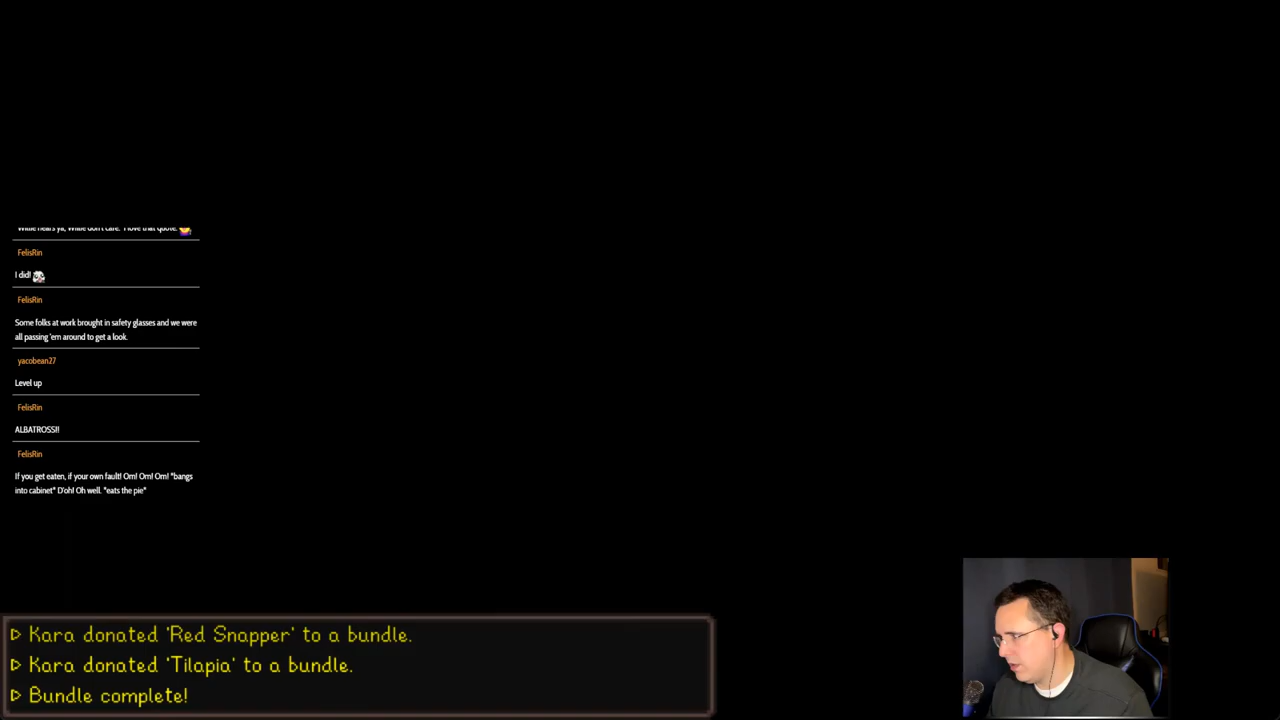 Willie hears ya, Willie don't care. I love that quote.
FelisRin
I did!
FelisRin
Some folks at work brought in safety glasses and we were
all passing 'em around to get a look.
yacobean27
Level up
FelisRin
ALBATROSS!!
FelisRin
If you get eaten, if your own fault! Om! Om! Om! *bangs
into cabinet* D'oh! Oh well. *eats the pie*
Kara donated 'Red Snapper' to a bundle.
Kara donated 'Tilapia' to a bundle.
Bundle complete!